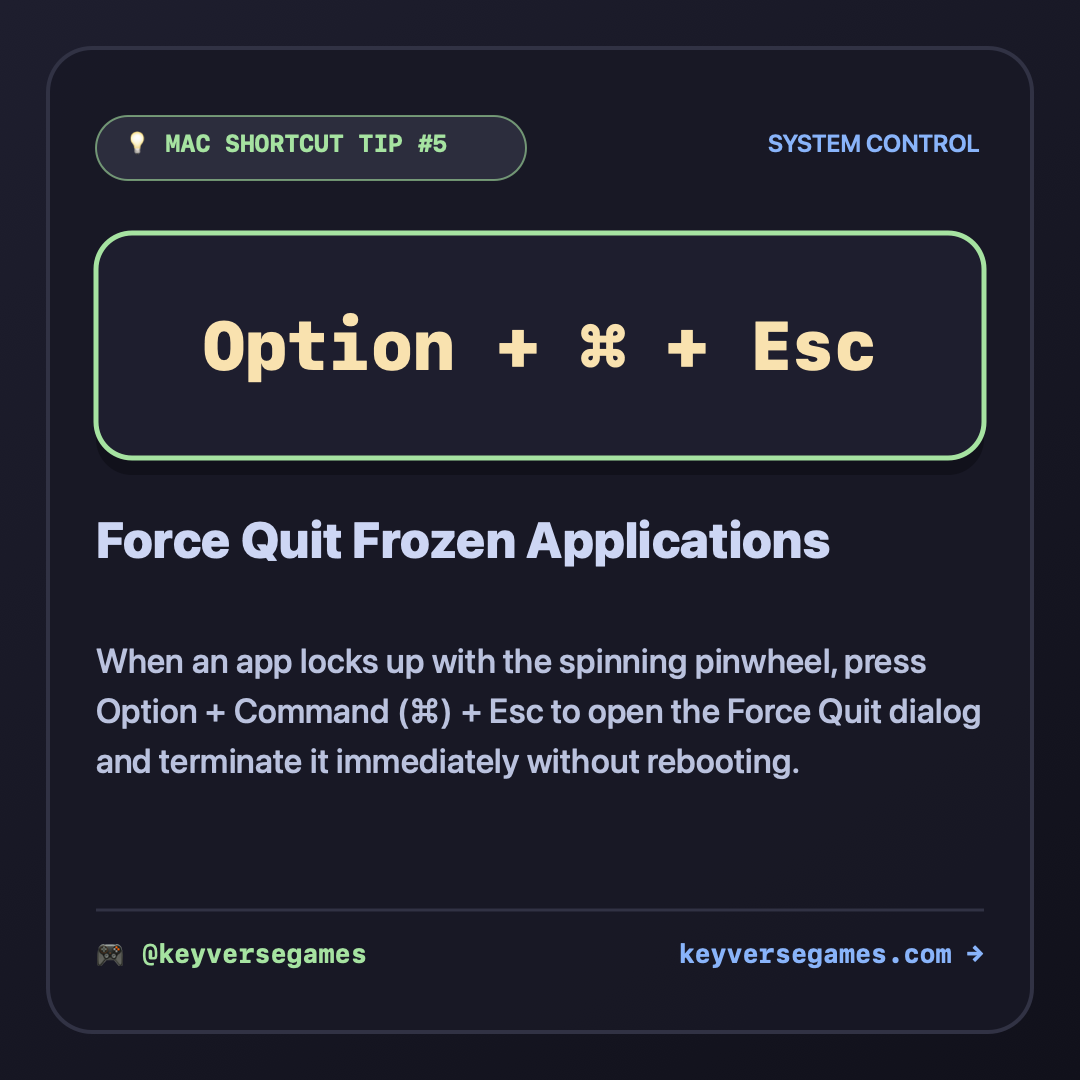 💡 MAC SHORTCUT TIP #5
SYSTEM CONTROL
Option + ⌘ + Esc
Force Quit Frozen Applications
When an app locks up with the spinning pinwheel, press
Option + Command (⌘) + Esc to open the Force Quit dialog
and terminate it immediately without rebooting.
🎮 @keyversegames
keyversegames.com →